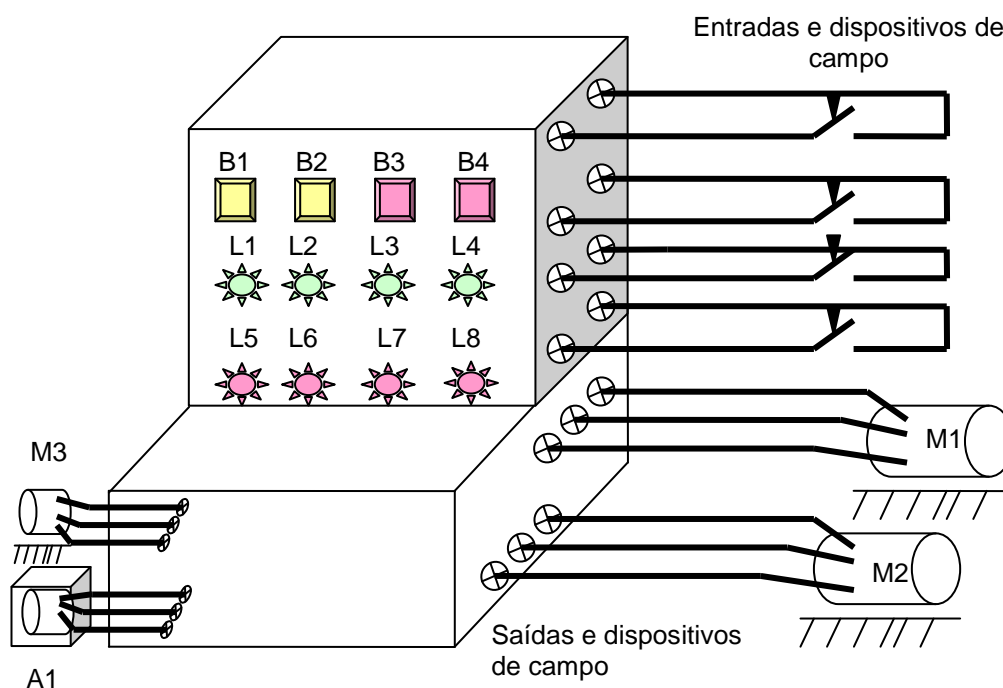 Entradas e dispositivos de
campo
B1 B2 B3 B4
L1 L2 L3 L4
L5 L6 L7 L8
M1
M3
M2
Saídas e dispositivos
de campo
A1